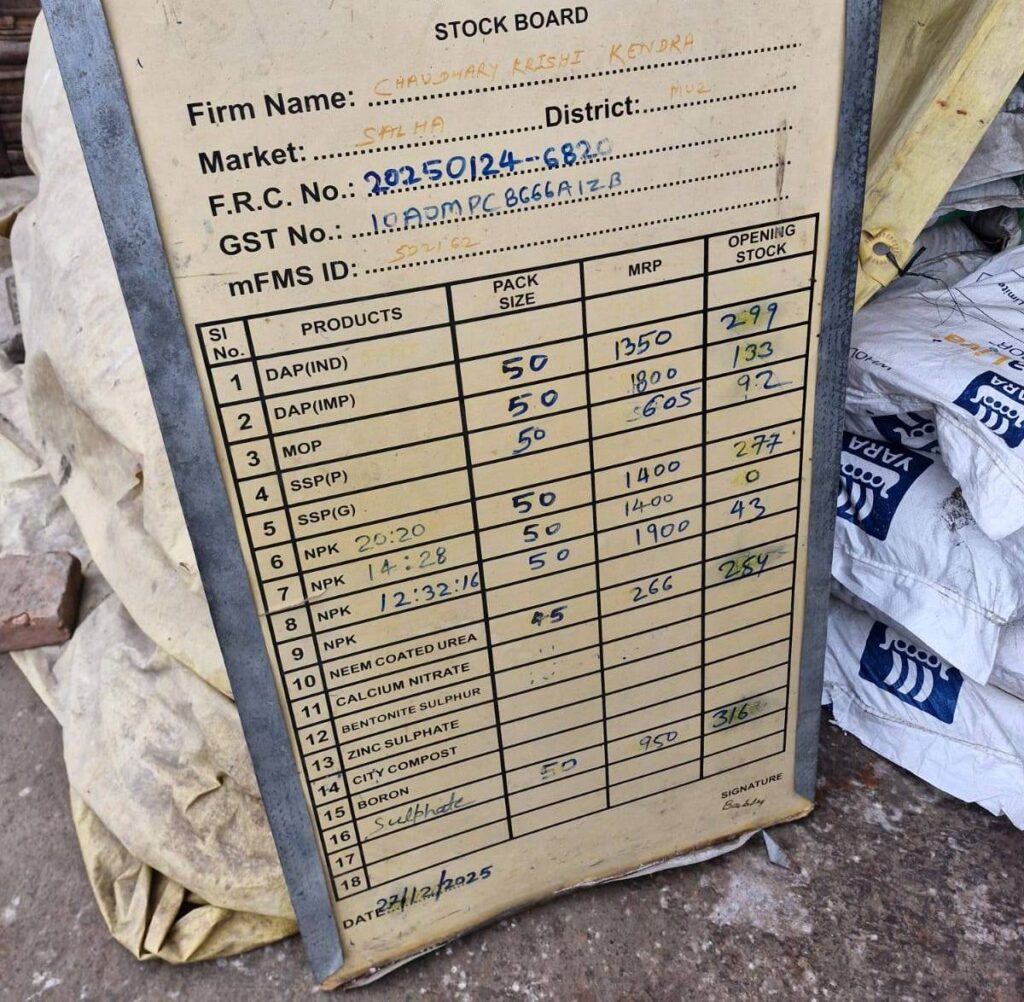 STOCK BOARD
Firm Name: CHAUDHARY KRISHI KENDRA
Market: SALHA District: MUZ
F.R.C. No.: 20250124-6820
GST No.:
mFMS ID: 502162
SI No. PRODUCTS PACK SIZE MRP OPENING STOCK
1 DAP(IND)
2 DAP(IMP) 50 1350 299
3 MOP 50 1800 133
4 SSP(P) 50 605 92
5 SSP(G)
6 NPK 20:20 50 1400 277
7 NPK 14:28 50 1400 0
8 NPK 12:32:16 50 1900 43
9 NPK
10 NEEM COATED UREA 45 266 284
11 CALCIUM NITRATE
12 BENTONITE SULPHUR
13 ZINC SULPHATE
14 CITY COMPOST
15 BORON
16 Sulphate 50 950 316
17
18
SIGNATURE
DATE 27/12/2025
YARA
YARA